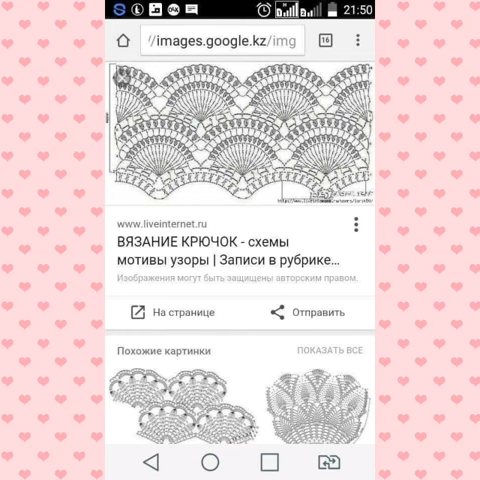 21:50
//images.google.kz/img
16
www.liveinternet.ru
ВЯЗАНИЕ КРЮЧОК - схемы
мотивы узоры | Записи в рубрике...
Изображения могут быть защищены авторским правом.
На странице
Отправить
Похожие картинки
ПОКАЗАТЬ ВСЕ